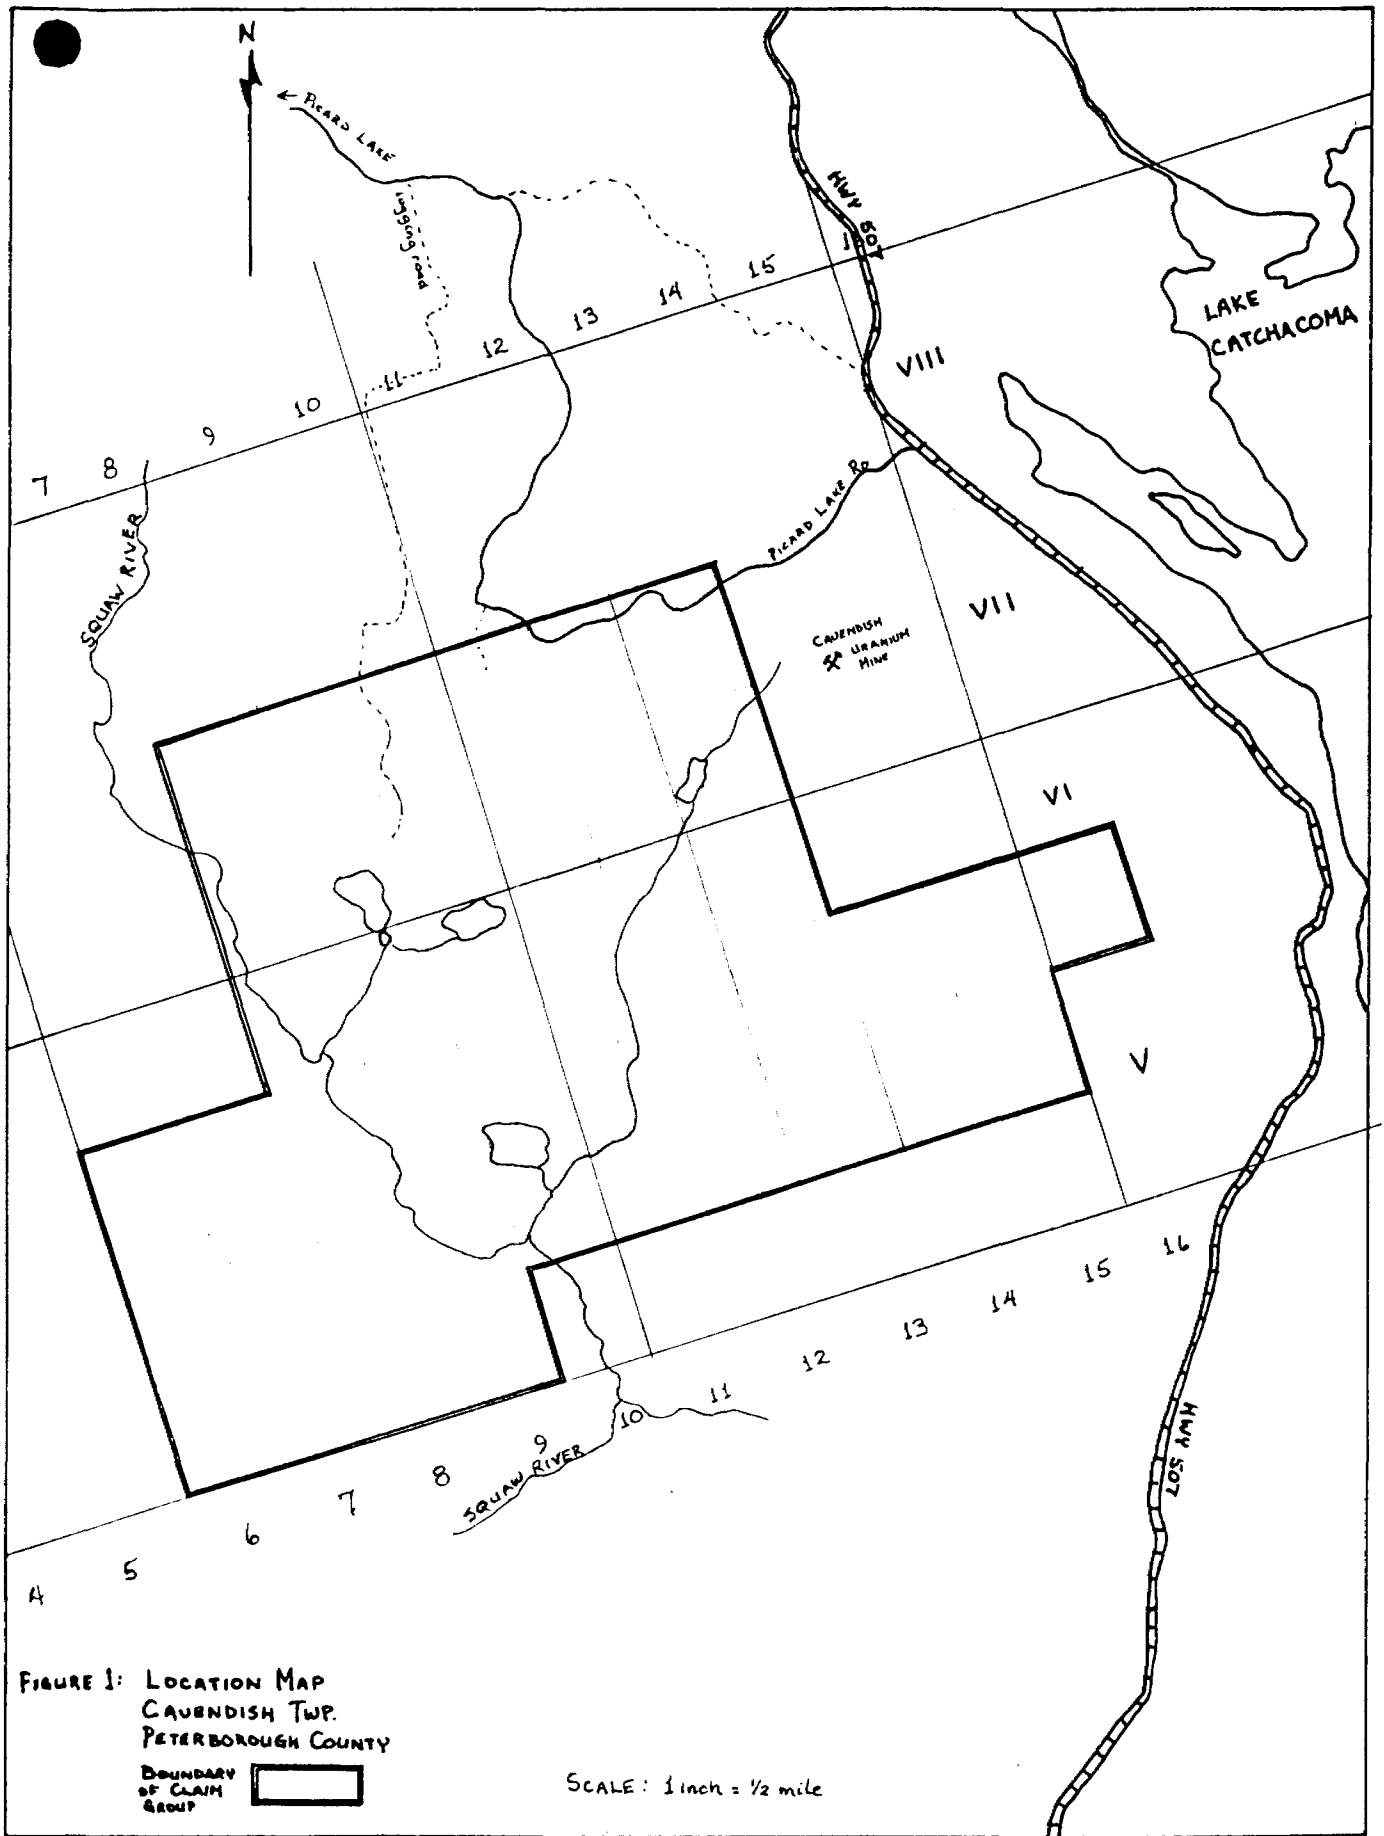 N
← PICARD LAKE
logging road
HWY 507
LAKE
CATCHACOMA
7 8 9 10 11 12 13 14 15
VIII
SQUAW RIVER
PICARD LAKE RD
CAVENDISH
URANIUM
MINE
VII
VI
V
4 5 6 7 8 9 10 11 12 13 14 15 16
SQUAW RIVER
HWY 507
FIGURE 1: LOCATION MAP
CAVENDISH TWP.
PETERBOROUGH COUNTY
BOUNDARY
OF CLAIM
GROUP
SCALE: 1 inch = ½ mile